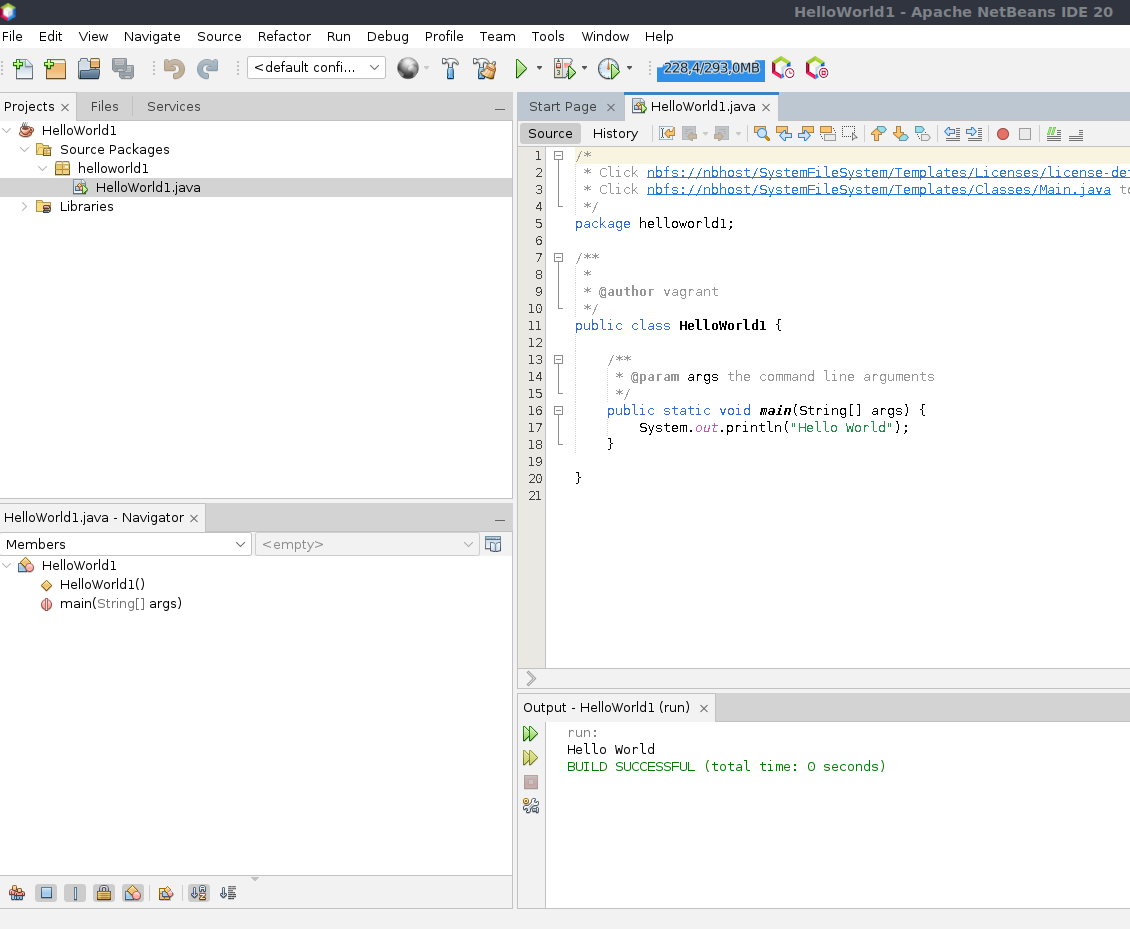 HelloWorld1 - Apache NetBeans IDE 20
File Edit View Navigate Source Refactor Run Debug Profile Team Tools Window Help
<default confi... 228,4/293,0MB
Projects Files Services
HelloWorld1
Source Packages
helloworld1
HelloWorld1.java
Libraries
HelloWorld1.java - Navigator
Members <empty>
HelloWorld1
HelloWorld1()
main(String[] args)
Start Page HelloWorld1.java
Source History
1 /*
2 * Click nbfs://nbhost/SystemFileSystem/Templates/Licenses/license-def
3 * Click nbfs://nbhost/SystemFileSystem/Templates/Classes/Main.java to
4 */
5 package helloworld1;
6
7 /**
8 *
9 * @author vagrant
10 */
11 public class HelloWorld1 {
12
13 /**
14 * @param args the command line arguments
15 */
16 public static void main(String[] args) {
17 System.out.println("Hello World");
18 }
19
20 }
21
Output - HelloWorld1 (run)
run:
Hello World
BUILD SUCCESSFUL (total time: 0 seconds)